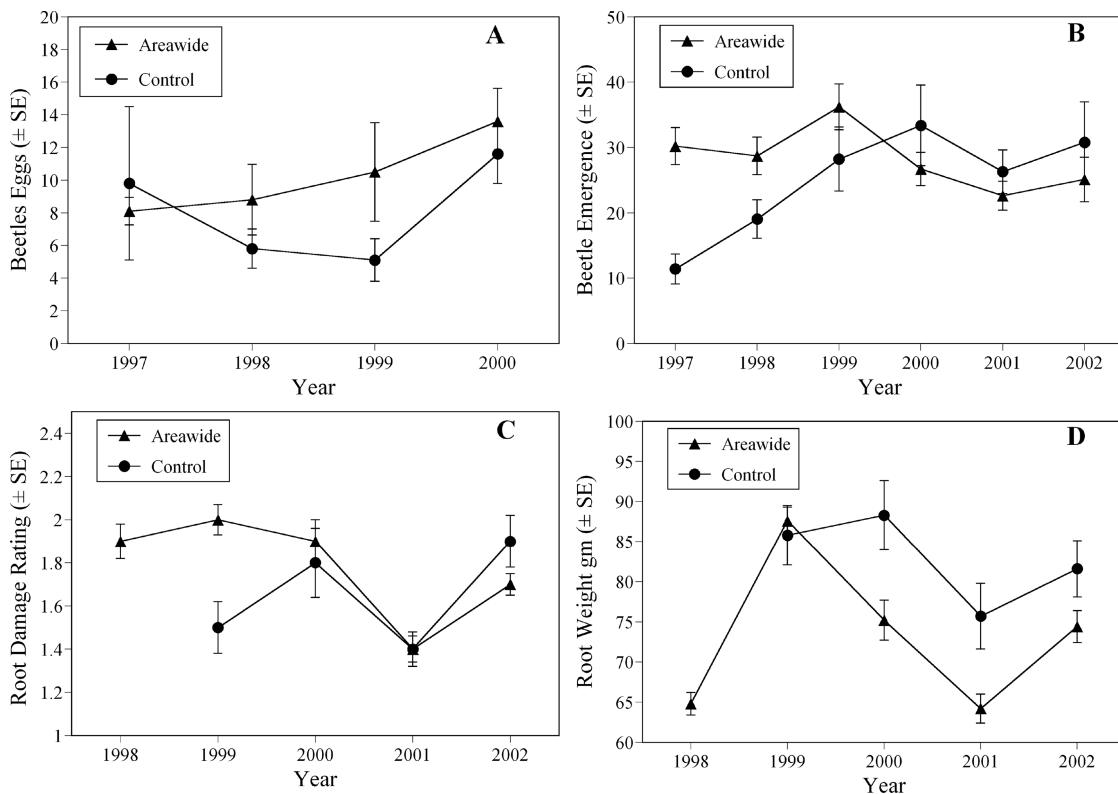 A
Areawide
Control
Beetles Eggs (± SE)
20
18
16
14
12
10
8
6
4
2
0
1997 1998 1999 2000
Year
B
Areawide
Control
Beetle Emergence (± SE)
50
40
30
20
10
0
1997 1998 1999 2000 2001 2002
Year
C
Areawide
Control
Root Damage Rating (± SE)
2.4
2.2
2
1.8
1.6
1.4
1.2
1
1998 1999 2000 2001 2002
Year
D
Areawide
Control
Root Weight gm (± SE)
100
95
90
85
80
75
70
65
60
1998 1999 2000 2001 2002
Year